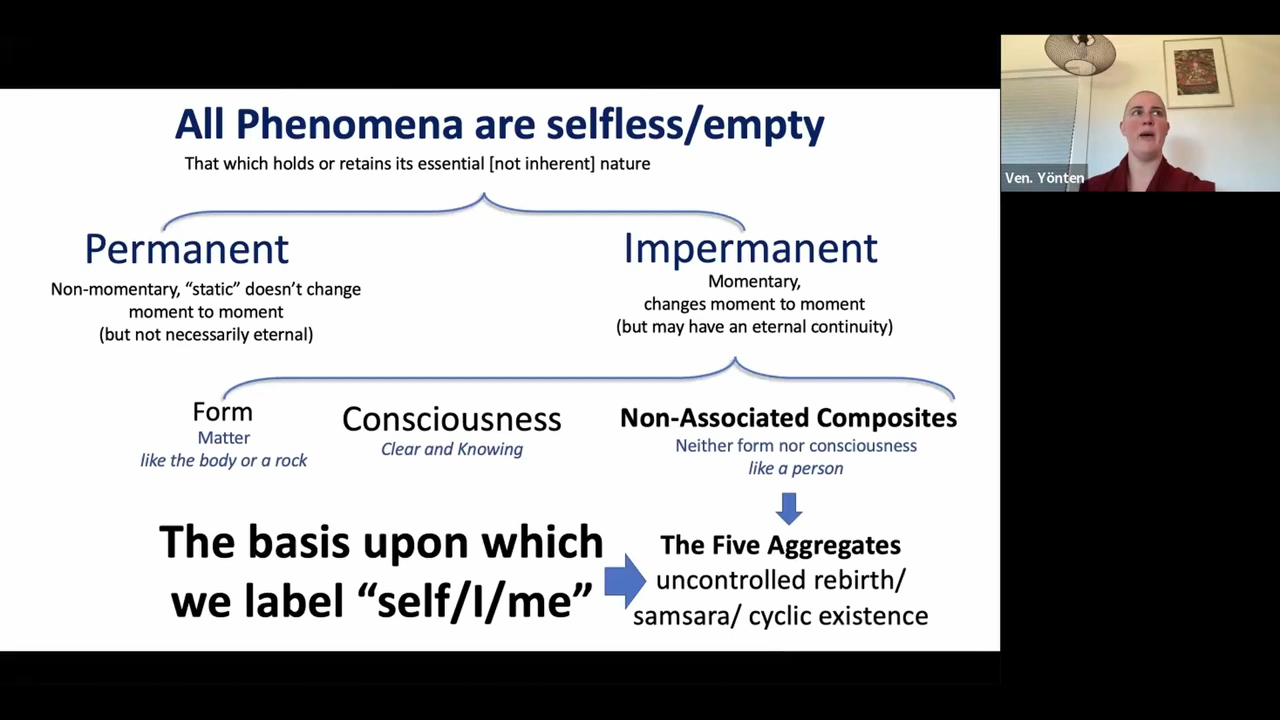 All Phenomena are selfless/empty
That which holds or retains its essential [not inherent] nature
Permanent
Non-momentary, “static” doesn’t change
moment to moment
(but not necessarily eternal)
Impermanent
Momentary,
changes moment to moment
(but may have an eternal continuity)
Form
Matter
like the body or a rock
Consciousness
Clear and Knowing
Non-Associated Composites
Neither form nor consciousness
like a person
The basis upon which
we label “self/I/me”
The Five Aggregates
uncontrolled rebirth/
samsara/ cyclic existence
Ven. Yönten